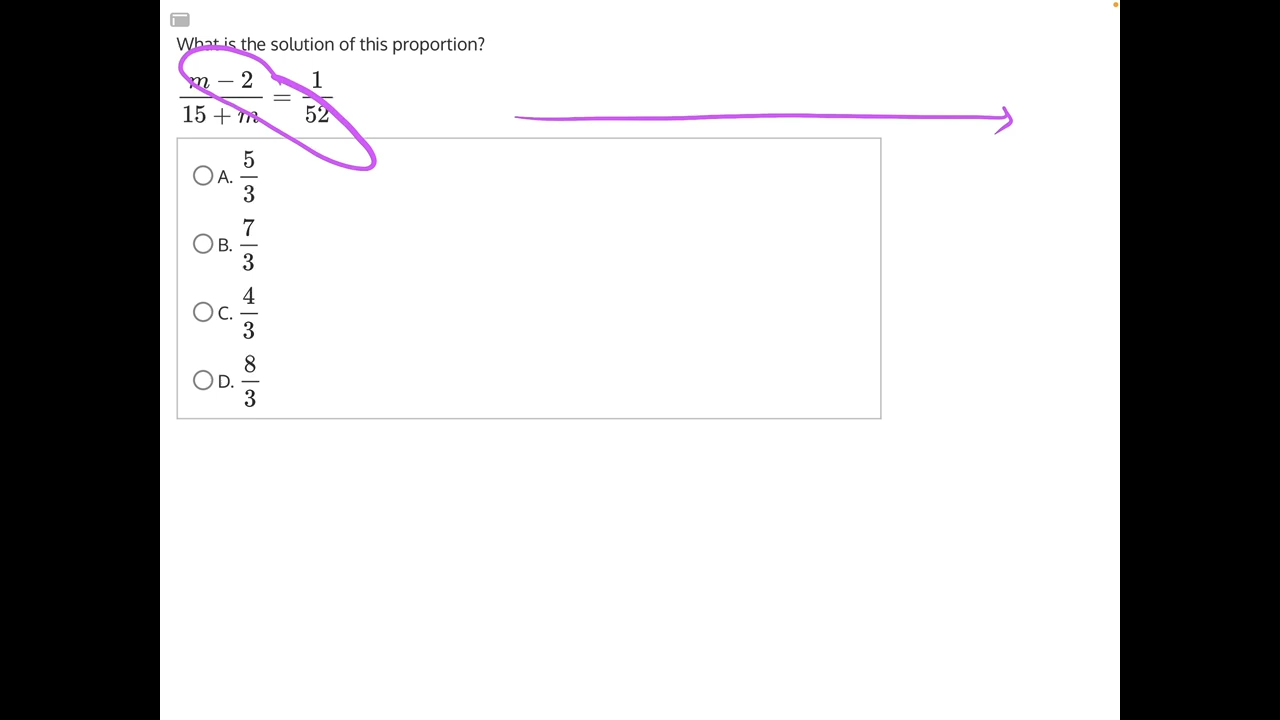 What is the solution of this proportion?
m − 2 / 15 + m = 1 / 52
A. 5/3
B. 7/3
C. 4/3
D. 8/3